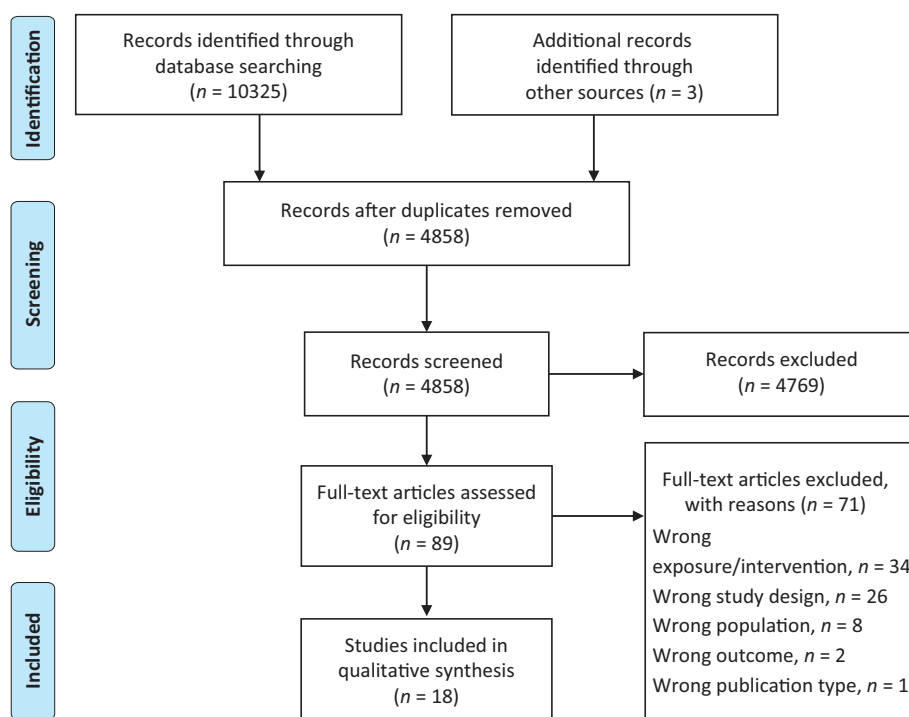 Identification
Records identified through
database searching
(n = 10325)
Additional records
identified through
other sources (n = 3)
Screening
Records after duplicates removed
(n = 4858)
Records screened
(n = 4858)
Records excluded
(n = 4769)
Eligibility
Full-text articles assessed
for eligibility
(n = 89)
Full-text articles excluded,
with reasons (n = 71)
Wrong
exposure/intervention, n = 34
Wrong study design, n = 26
Wrong population, n = 8
Wrong outcome, n = 2
Wrong publication type, n = 1
Included
Studies included in
qualitative synthesis
(n = 18)